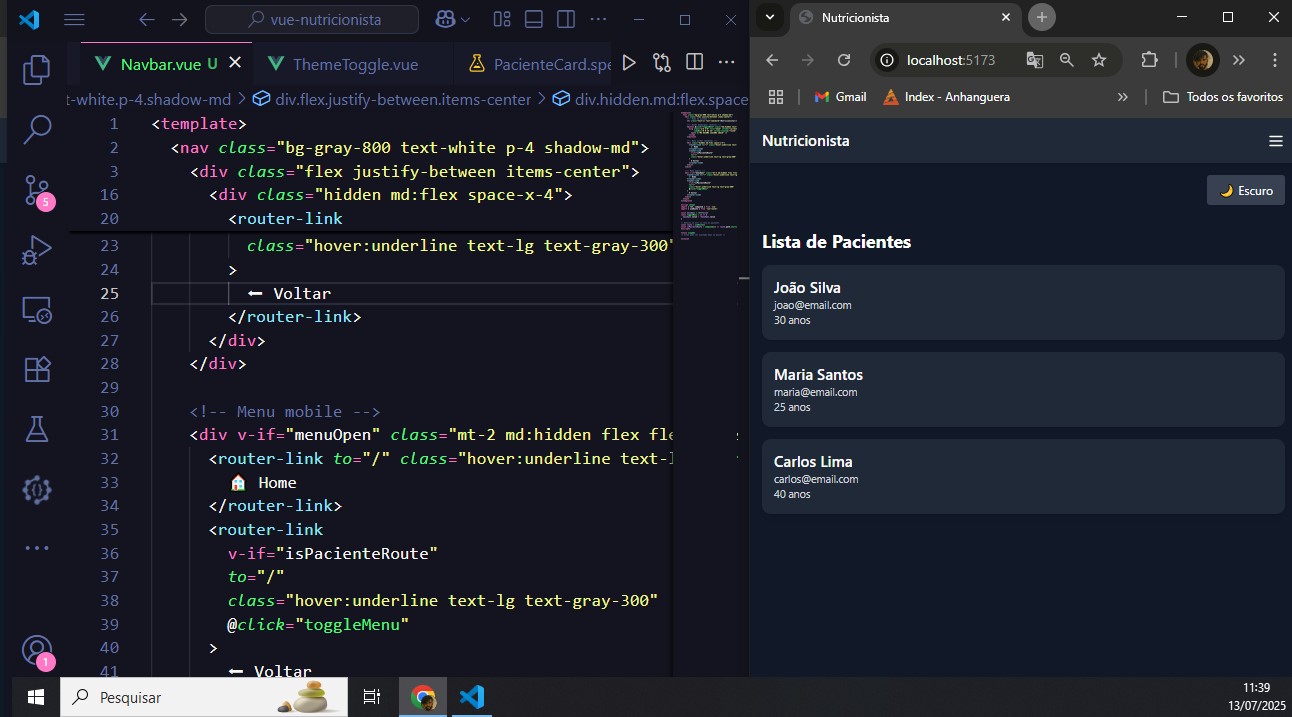 vue-nutricionista
Navbar.vue U
ThemeToggle.vue
PacienteCard.spe
t-white.p-4.shadow-md > div.flex.justify-between.items-center > div.hidden.md:flex.space
1 <template>
2 <nav class="bg-gray-800 text-white p-4 shadow-md">
3 <div class="flex justify-between items-center">
16 <div class="hidden md:flex space-x-4">
20 <router-link
23 class="hover:underline text-lg text-gray-300"
24 >
25 ⬅ Voltar
26 </router-link>
27 </div>
28 </div>
29
30 <!-- Menu mobile -->
31 <div v-if="menuOpen" class="mt-2 md:hidden flex fle
32 <router-link to="/" class="hover:underline text-l
33 🏠 Home
34 </router-link>
35 <router-link
36 v-if="isPacienteRoute"
37 to="/"
38 class="hover:underline text-lg text-gray-300"
39 @click="toggleMenu"
40 >
41 ⬅ Voltar
5
1
Nutricionista
localhost:5173
Gmail
Index - Anhanguera
Todos os favoritos
Nutricionista
🌙 Escuro
Lista de Pacientes
João Silva
joao@email.com
30 anos
Maria Santos
maria@email.com
25 anos
Carlos Lima
carlos@email.com
40 anos
Pesquisar
11:39
13/07/2025